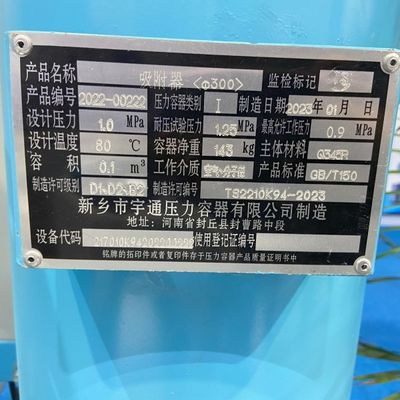 产品名称 吸附器〈φ300〉 监检标记
产品编号 2022-00222 压力容器类别 I 制造日期 2023年01月 日
设计压力 1.0 MPa 耐压试验压力 1.25 MPa 最高允许工作压力 0.9 MPa
设计温度 80 ℃ 容器净重 143 kg 主体材料 Q345R
容积 0.1 m³ 工作介质 产品标准 GB/T150
制造许可级别 D1、D2、B2 制造许可编号 TS2210K94-2023
新乡市宇通压力容器有限公司制造
地址:河南省封丘县封曹路中段
设备代码 使用登记证编号
铭牌的拓印件或者复印件存于压力容器产品质量证明书中